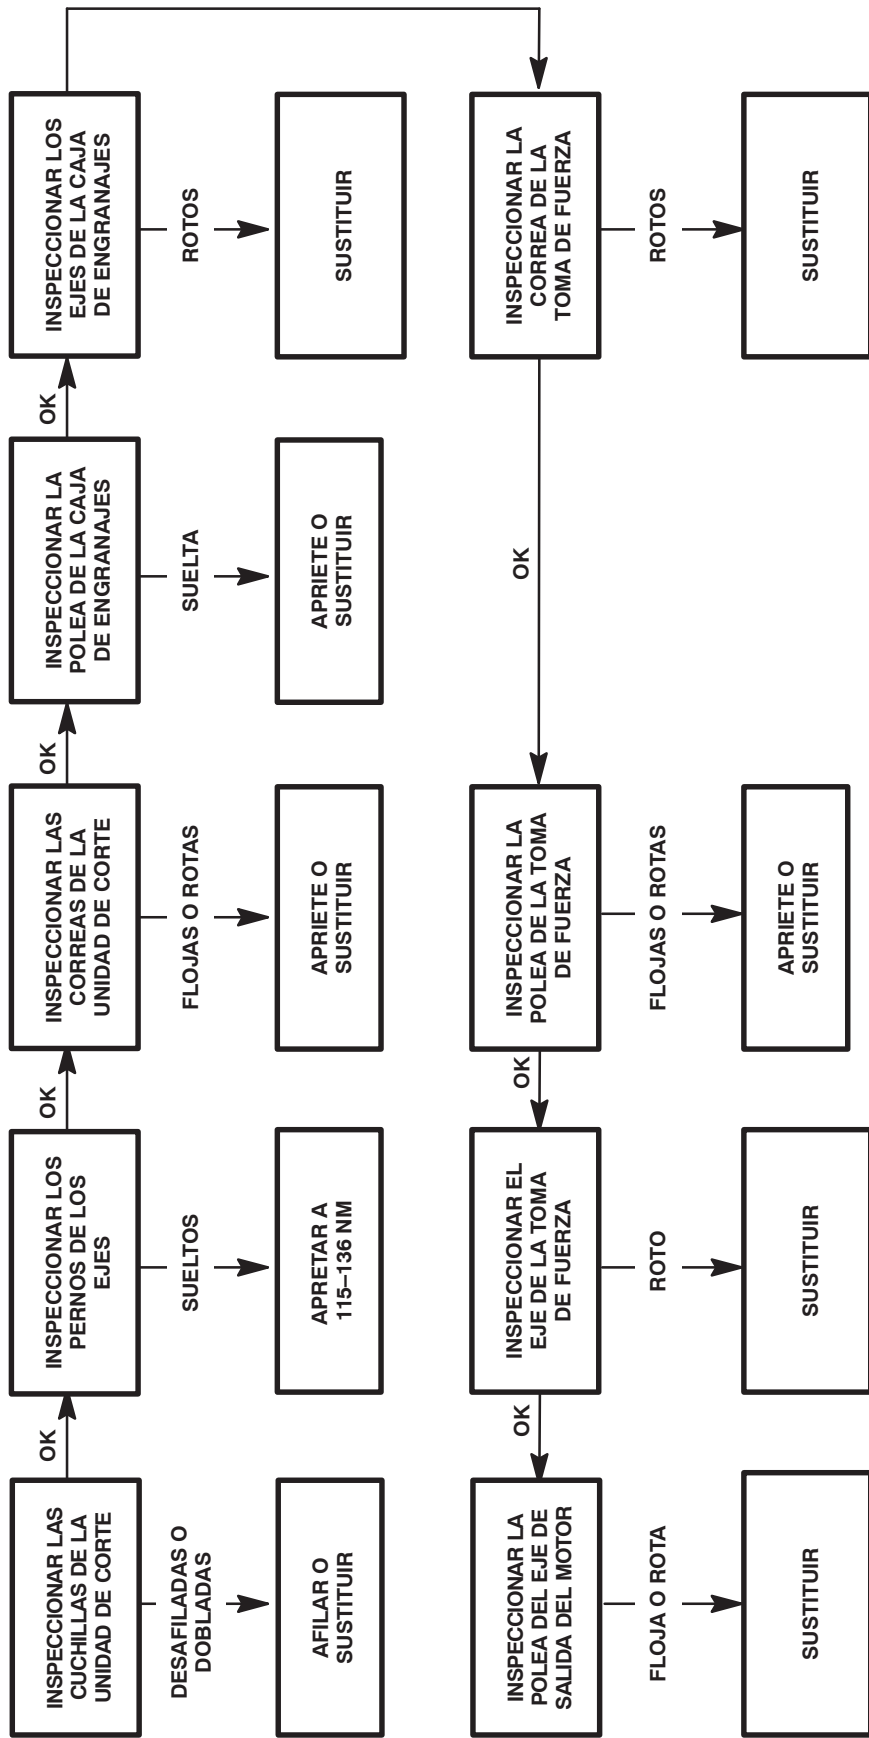 INSPECCIONAR LAS
CUCHILLAS DE LA
UNIDAD DE CORTE
OK
INSPECCIONAR LOS
PERNOS DE LOS
EJES
OK
INSPECCIONAR LAS
CORREAS DE LA
UNIDAD DE CORTE
OK
INSPECCIONAR LA
POLEA DE LA CAJA
DE ENGRANAJES
OK
INSPECCIONAR LOS
EJES DE LA CAJA
DE ENGRANAJES
DESAFILADAS O
DOBLADAS
SUELTOS
FLOJAS O ROTAS
SUELTA
ROTOS
AFILAR O
SUSTITUIR
APRETAR A
115–136 NM
APRIETE O
SUSTITUIR
APRIETE O
SUSTITUIR
SUSTITUIR
INSPECCIONAR LA
POLEA DEL EJE DE
SALIDA DEL MOTOR
OK
INSPECCIONAR EL
EJE DE LA TOMA
DE FUERZA
OK
INSPECCIONAR LA
POLEA DE LA TOMA
DE FUERZA
OK
INSPECCIONAR LA
CORREA DE LA
TOMA DE FUERZA
FLOJA O ROTA
ROTO
FLOJAS O ROTAS
ROTOS
SUSTITUIR
SUSTITUIR
APRIETE O
SUSTITUIR
SUSTITUIR